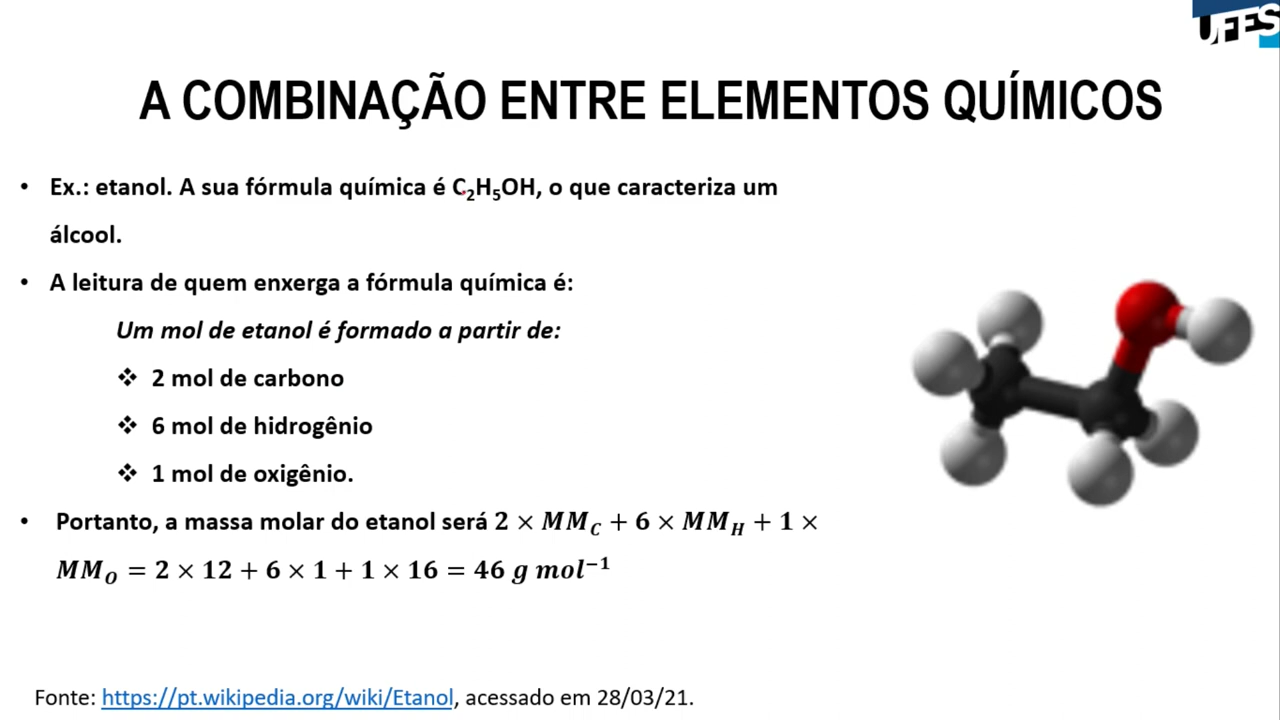 UFES
A COMBINAÇÃO ENTRE ELEMENTOS QUÍMICOS
• Ex.: etanol. A sua fórmula química é C₂H₅OH, o que caracteriza um
álcool.
• A leitura de quem enxerga a fórmula química é:
Um mol de etanol é formado a partir de:
❖ 2 mol de carbono
❖ 6 mol de hidrogênio
❖ 1 mol de oxigênio.
• Portanto, a massa molar do etanol será 2 × MM_C + 6 × MM_H + 1 ×
MM_O = 2 × 12 + 6 × 1 + 1 × 16 = 46 g mol⁻¹
Fonte: https://pt.wikipedia.org/wiki/Etanol, acessado em 28/03/21.